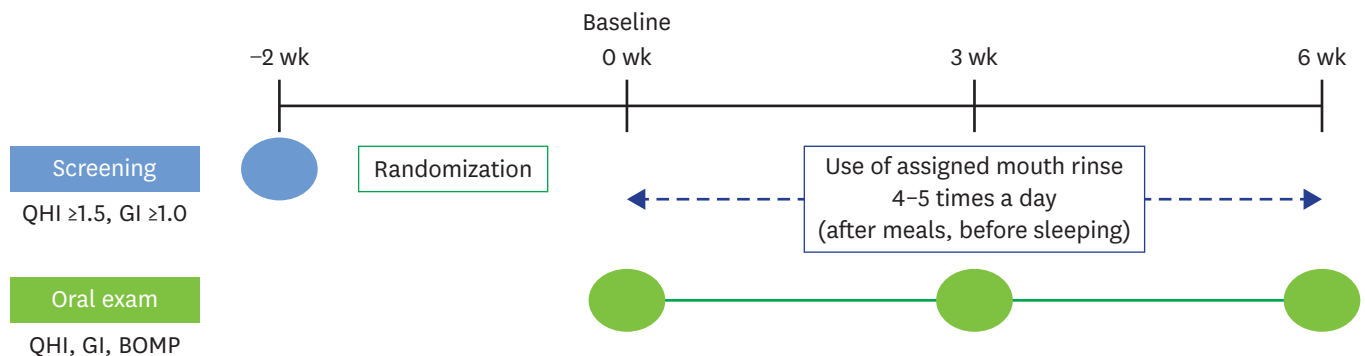 Baseline
−2 wk
0 wk
3 wk
6 wk
Screening
QHI ≥1.5, GI ≥1.0
Randomization
Use of assigned mouth rinse
4–5 times a day
(after meals, before sleeping)
Oral exam
QHI, GI, BOMP